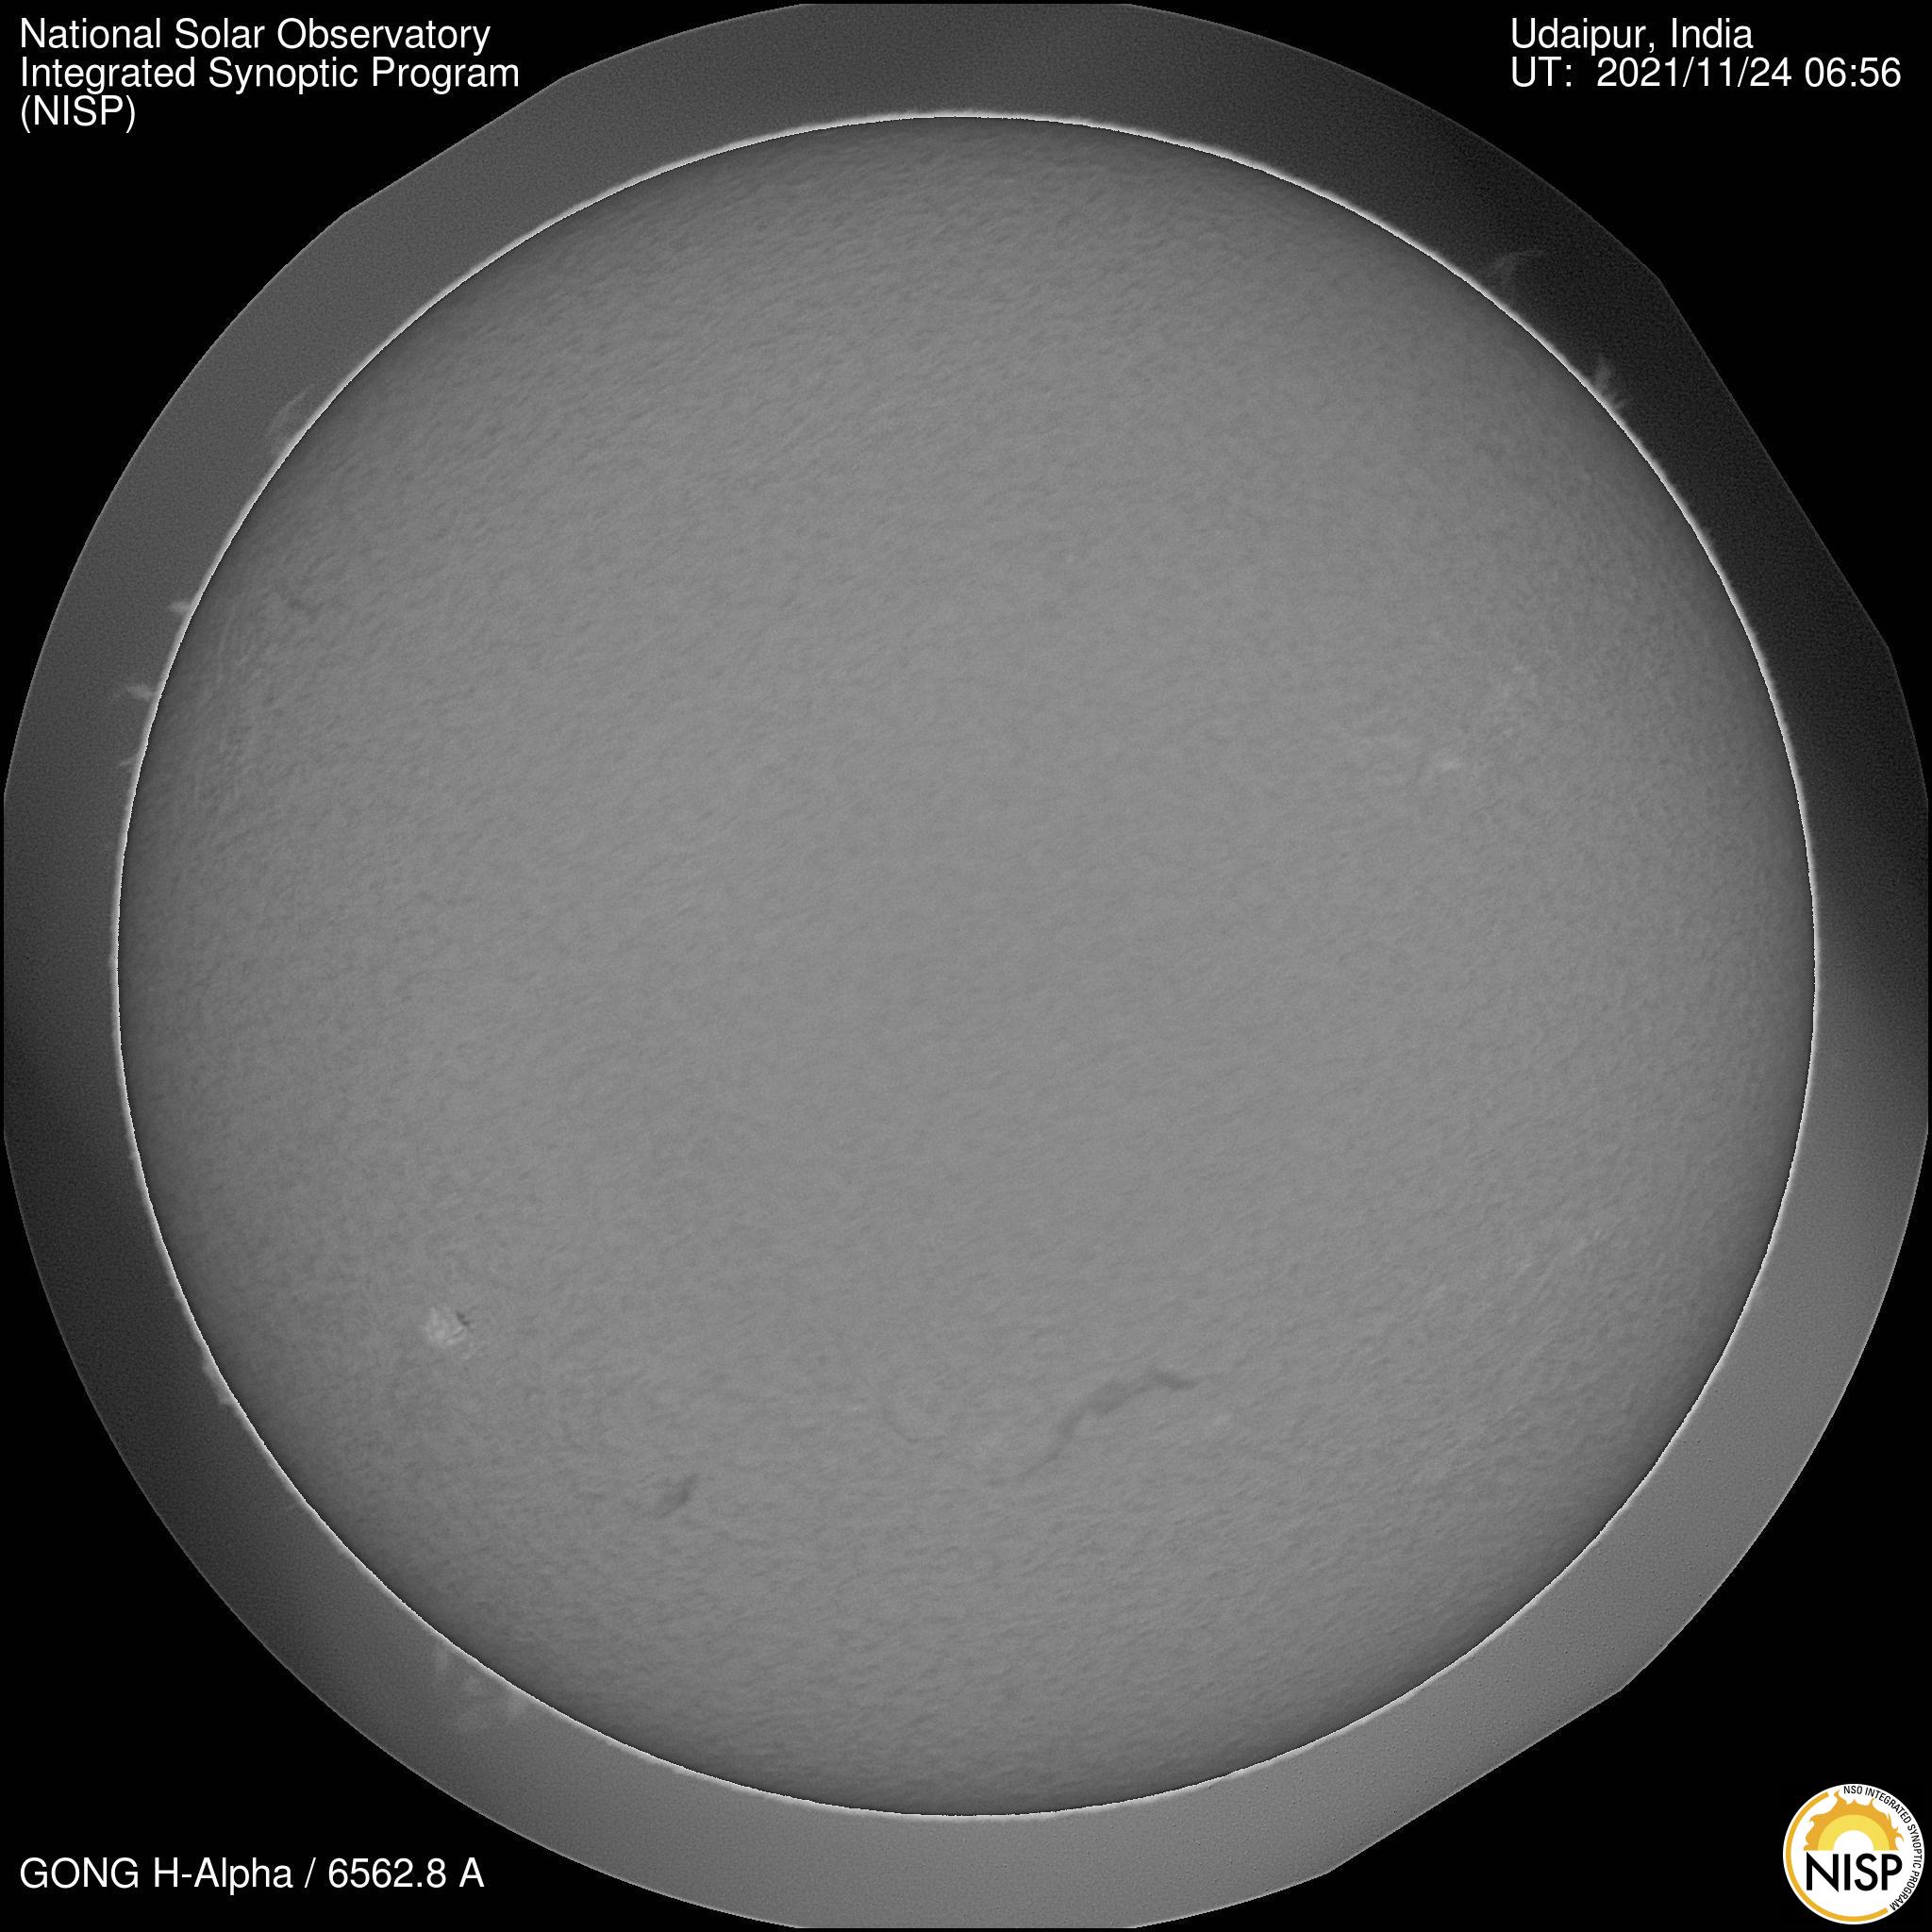 National Solar Observatory
Integrated Synoptic Program
(NISP)
Udaipur, India
UT: 2021/11/24 06:56
GONG H-Alpha / 6562.8 A
NSO INTEGRATED SYNOPTIC PROGRAM
NISP